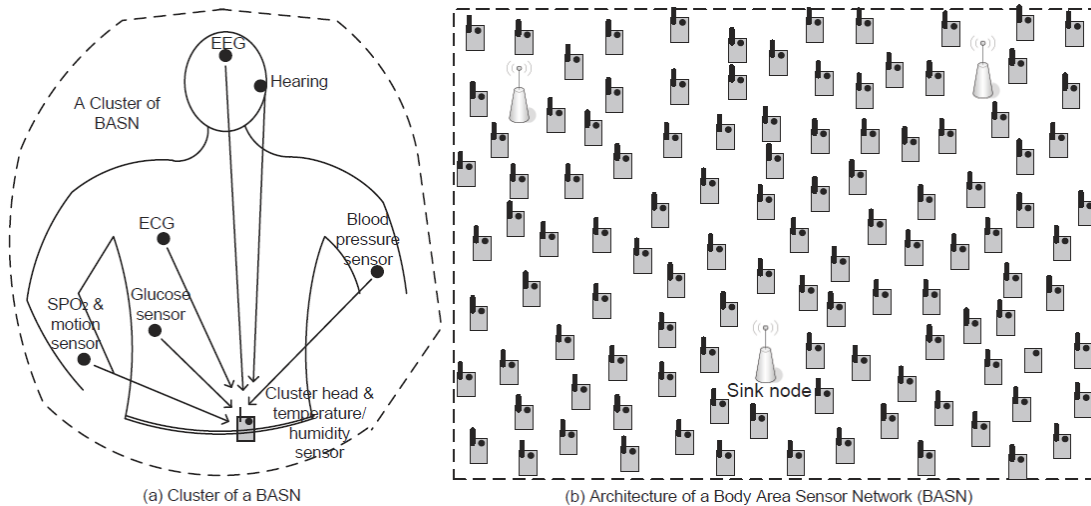 EEG
Hearing
A Cluster of
BASN
ECG
Blood
pressure
sensor
SPO₂ &
motion
sensor
Glucose
sensor
Cluster head &
temperature/
humidity
sensor
(a) Cluster of a BASN
Sink node
(b) Architecture of a Body Area Sensor Network (BASN)